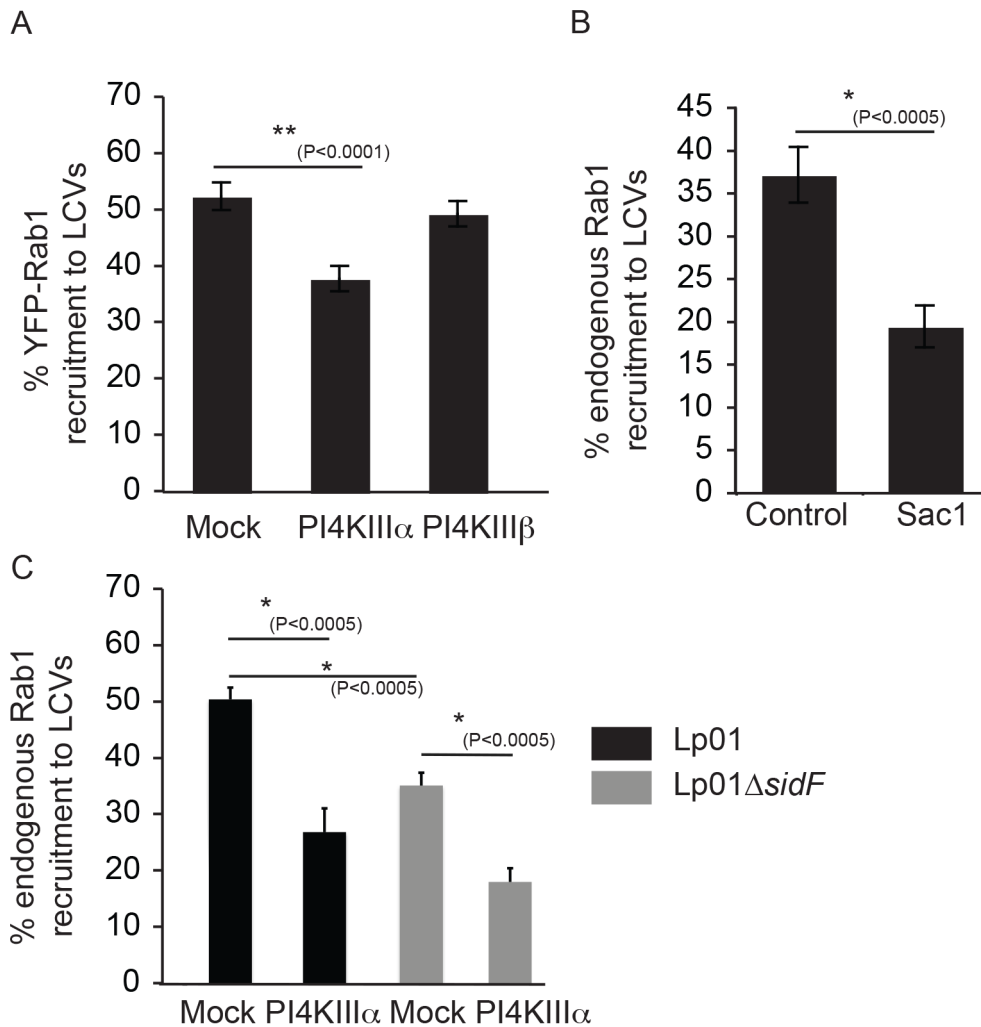 A
% YFP-Rab1
recruitment to LCVs
70
60
50
40
30
20
10
0
**
(P<0.0001)
Mock PI4KIIIα PI4KIIIβ
B
% endogenous Rab1
recruitment to LCVs
45
40
35
30
25
20
15
10
5
0
*
(P<0.0005)
Control Sac1
C
% endogenous Rab1
recruitment to LCVs
70
60
50
40
30
20
10
0
*
(P<0.0005)
*
(P<0.0005)
*
(P<0.0005)
Mock PI4KIIIα Mock PI4KIIIα
Lp01
Lp01ΔsidF